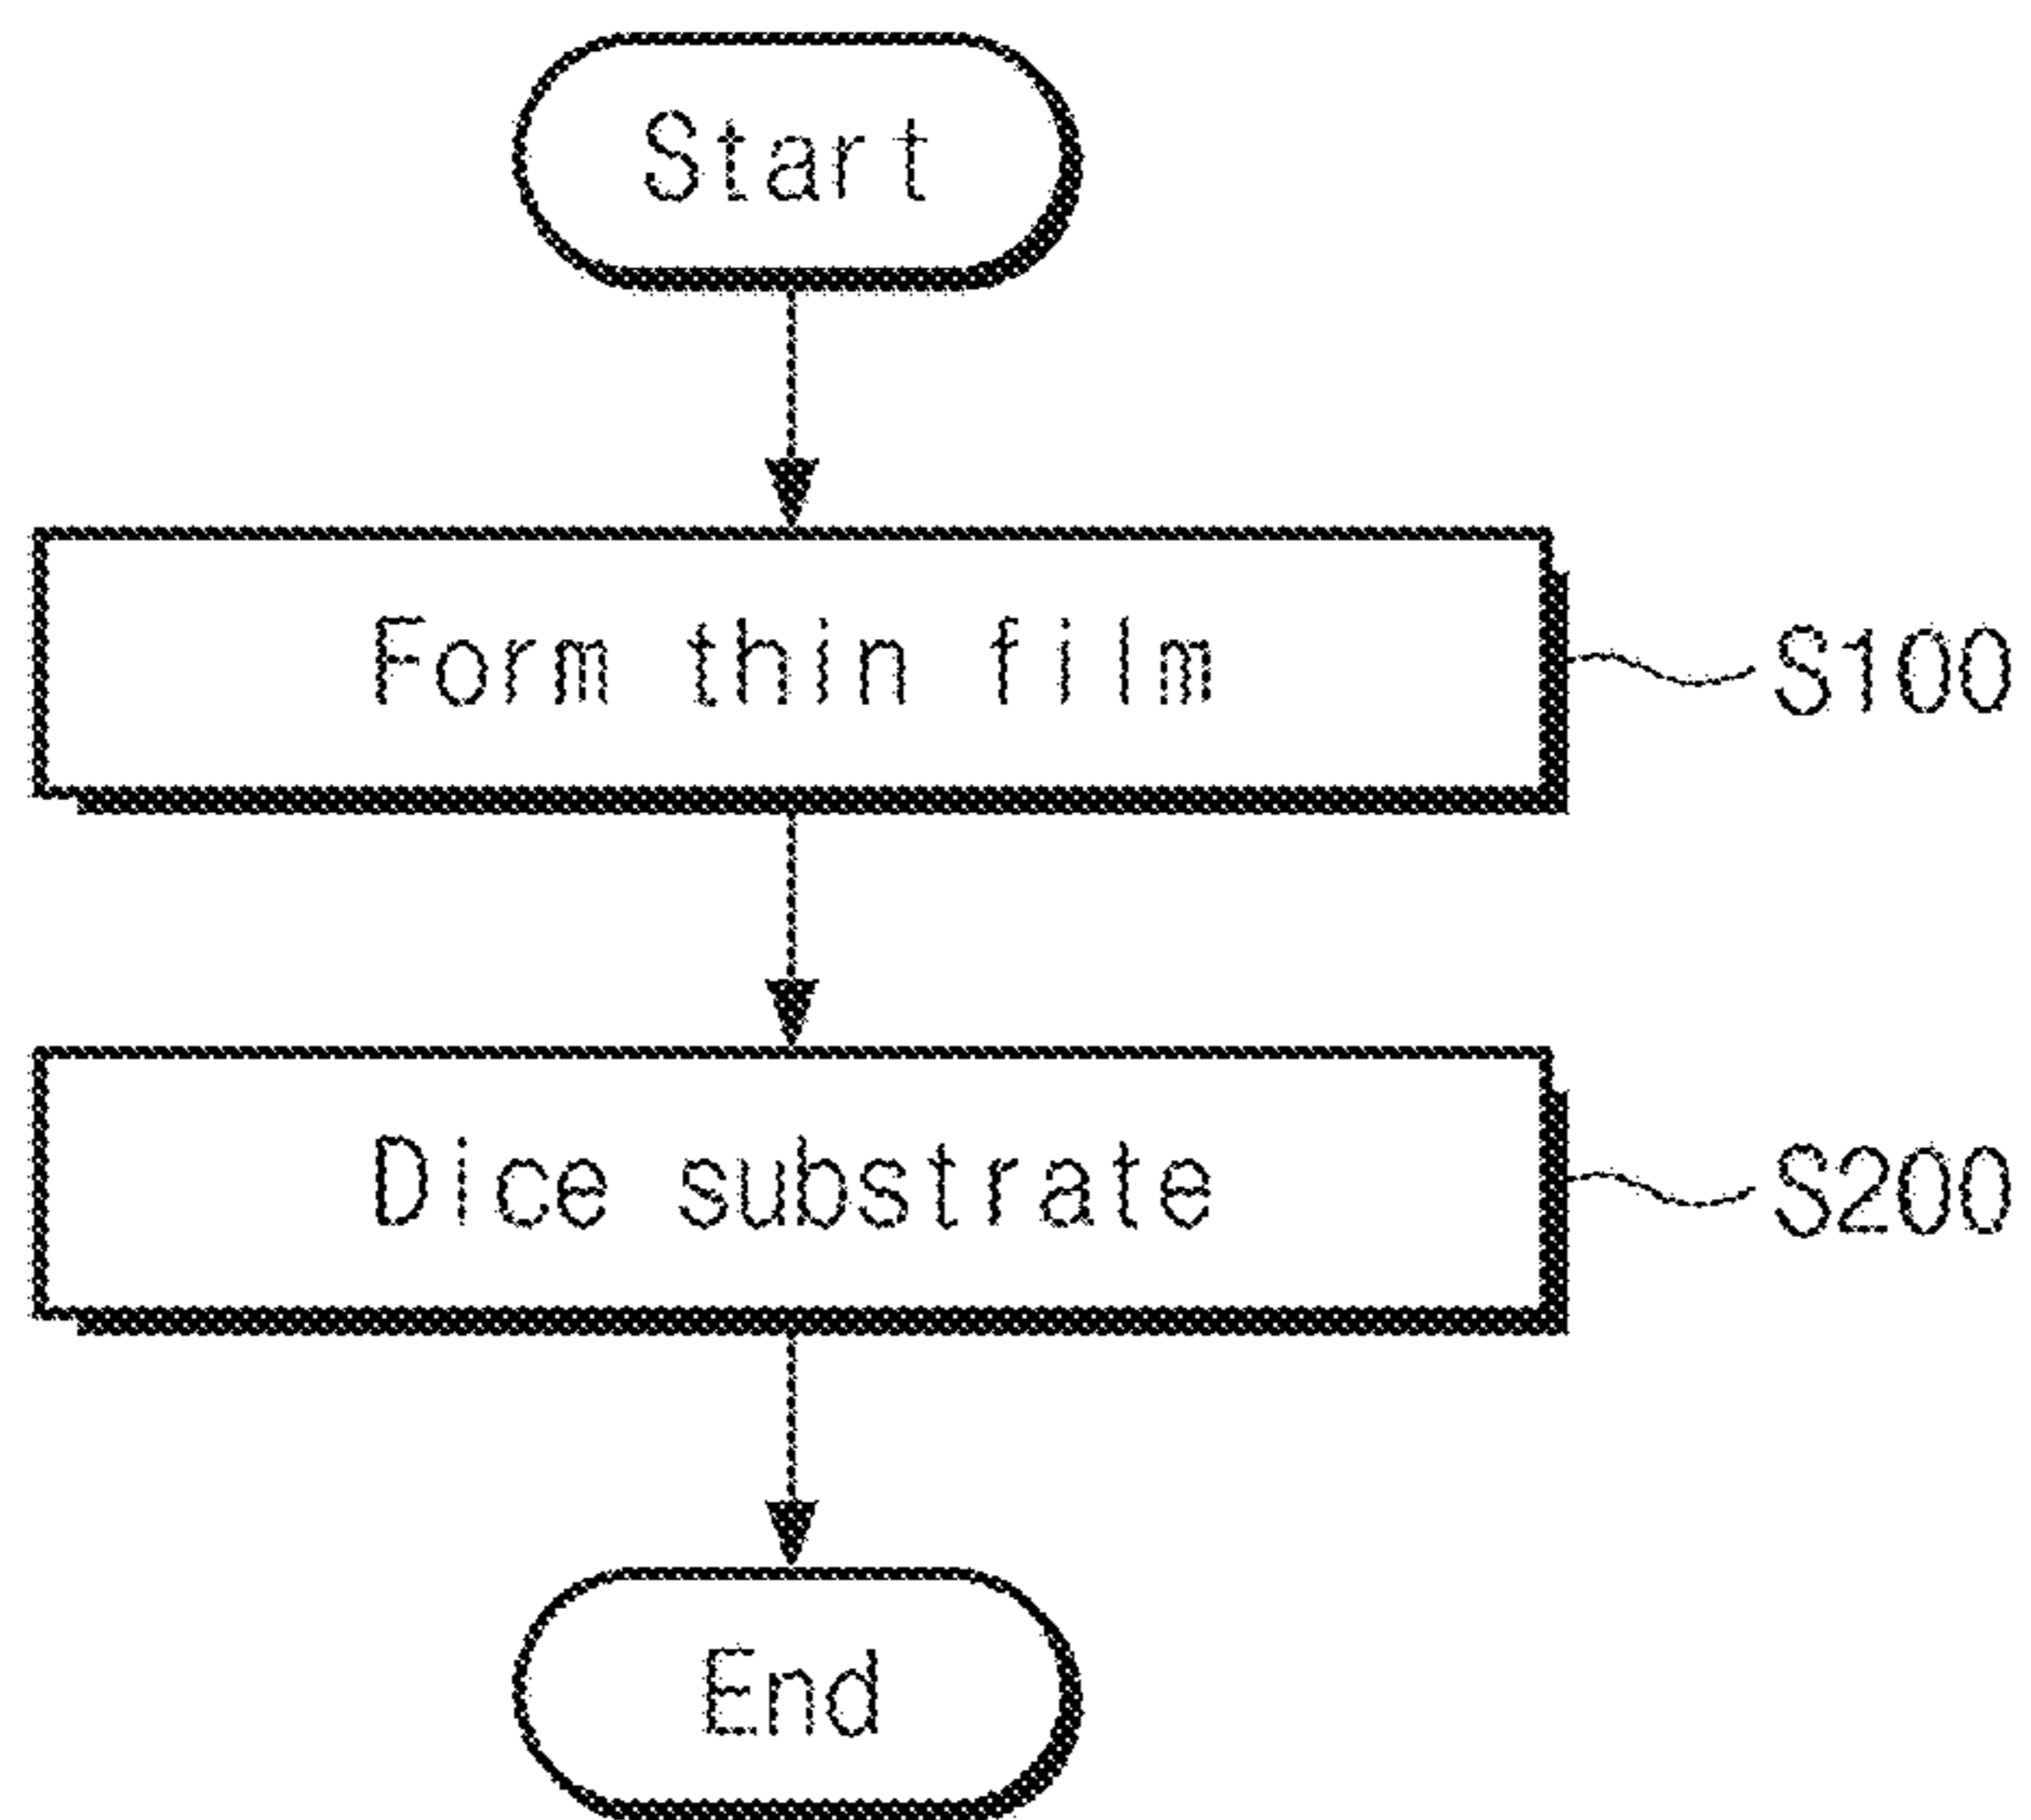 Start
Form thin film
S100
Dice substrate
S200
End